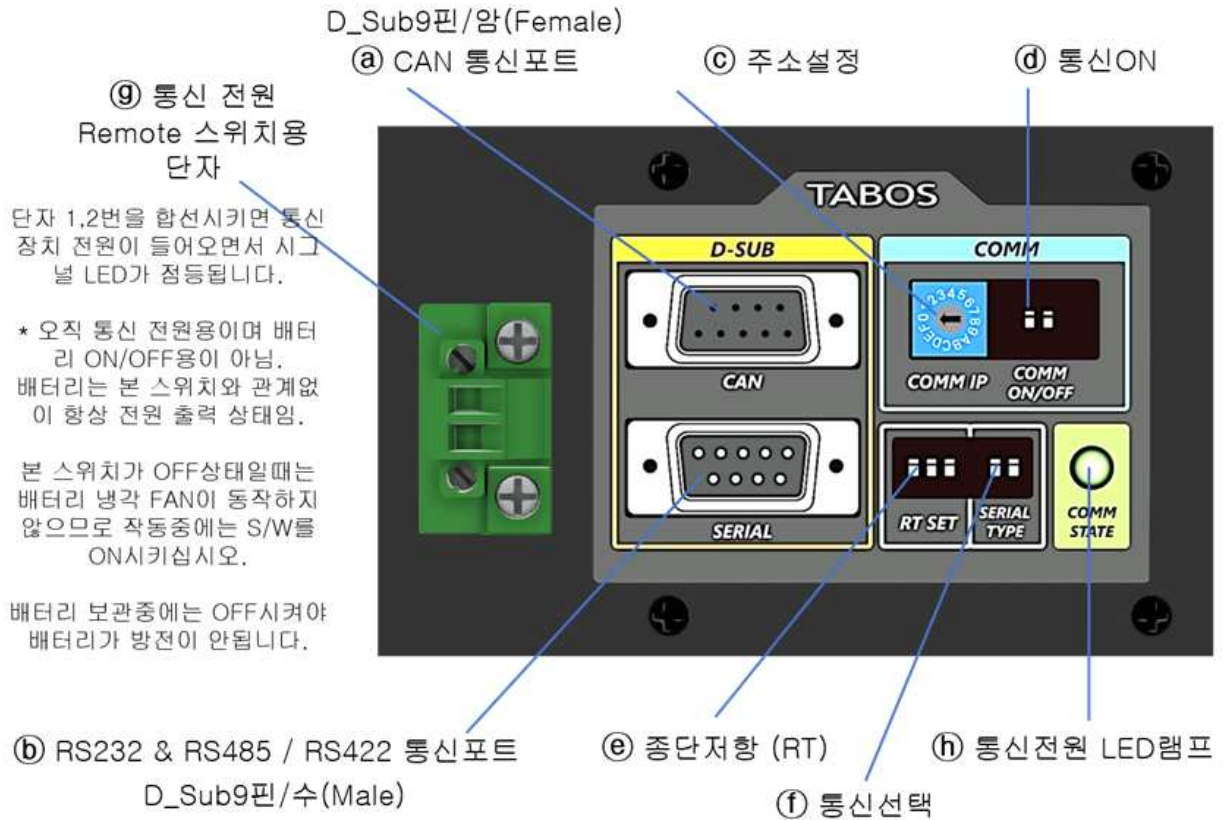 D_Sub9핀/암(Female)
ⓐ CAN 통신포트
ⓒ 주소설정
ⓓ 통신ON
ⓖ 통신 전원
Remote 스위치용
단자
단자 1,2번을 합선시키면 통신
장치 전원이 들어오면서 시그
널 LED가 점등됩니다.
* 오직 통신 전원용이며 배터
리 ON/OFF용이 아님.
배터리는 본 스위치와 관계없
이 항상 전원 출력 상태임.
본 스위치가 OFF상태일때는
배터리 냉각 FAN이 동작하지
않으므로 작동중에는 S/W를
ON시키십시오.
배터리 보관중에는 OFF시켜야
배터리가 방전이 안됩니다.
TABOS
D-SUB
CAN
SERIAL
COMM
0123456789ABCDEF
COMM IP
COMM
ON/OFF
RT SET
SERIAL
TYPE
COMM
STATE
ⓑ RS232 & RS485 / RS422 통신포트
D_Sub9핀/수(Male)
ⓔ 종단저항 (RT)
ⓕ 통신선택
ⓗ 통신전원 LED램프